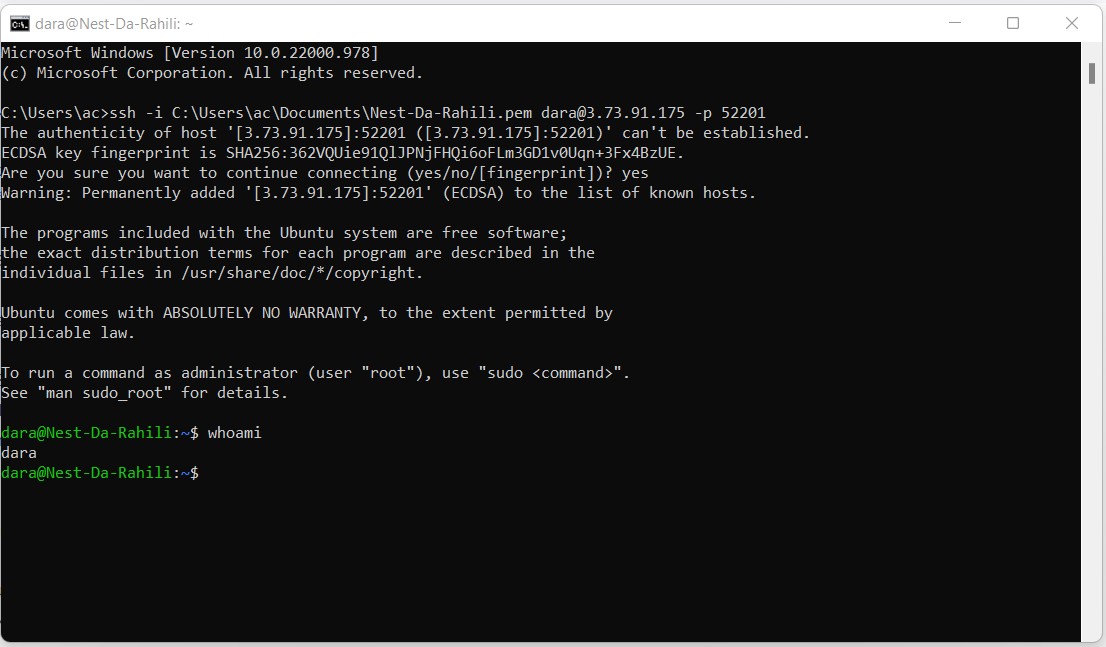 dara@Nest-Da-Rahili: ~
Microsoft Windows [Version 10.0.22000.978]
(c) Microsoft Corporation. All rights reserved.
C:\Users\ac>ssh -i C:\Users\ac\Documents\Nest-Da-Rahili.pem dara@3.73.91.175 -p 52201
The authenticity of host '[3.73.91.175]:52201 ([3.73.91.175]:52201)' can't be established.
ECDSA key fingerprint is SHA256:362VQUie91QlJPNjFHQi6oFLm3GD1v0Uqn+3Fx4BzUE.
Are you sure you want to continue connecting (yes/no/[fingerprint])? yes
Warning: Permanently added '[3.73.91.175]:52201' (ECDSA) to the list of known hosts.
The programs included with the Ubuntu system are free software;
the exact distribution terms for each program are described in the
individual files in /usr/share/doc/*/copyright.
Ubuntu comes with ABSOLUTELY NO WARRANTY, to the extent permitted by
applicable law.
To run a command as administrator (user "root"), use "sudo <command>".
See "man sudo_root" for details.
dara@Nest-Da-Rahili:~$ whoami
dara
dara@Nest-Da-Rahili:~$